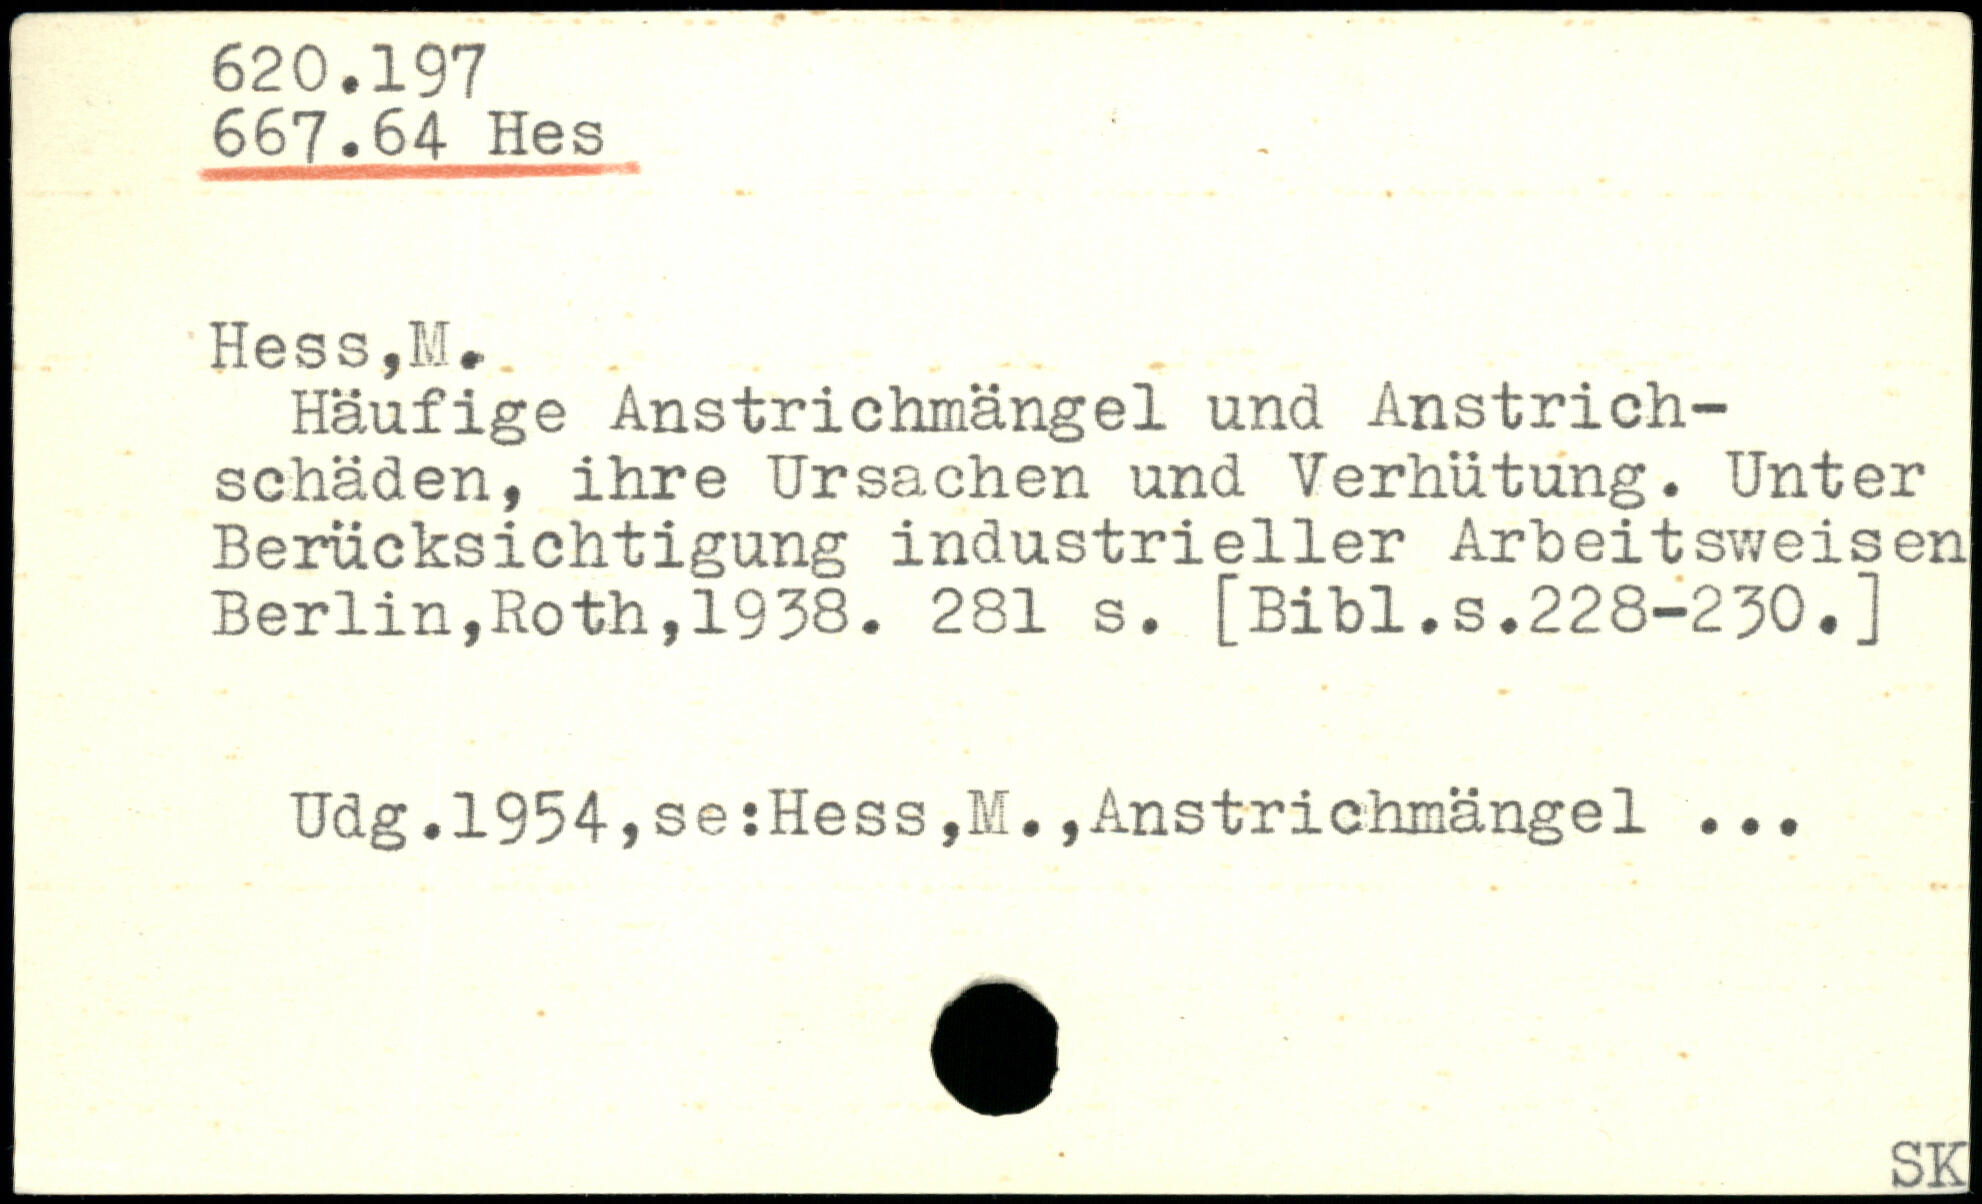 620.197
667.64 Hes
Hess,M.
Häufige Anstrichmängel und Anstrich-
schäden, ihre Ursachen und Verhütung. Unter
Berücksichtigung industrieller Arbeitsweisen
Berlin,Roth,1938. 281 s. [Bibl.s.228-230.]
Udg.1954,se:Hess,M.,Anstrichmängel ...
SK